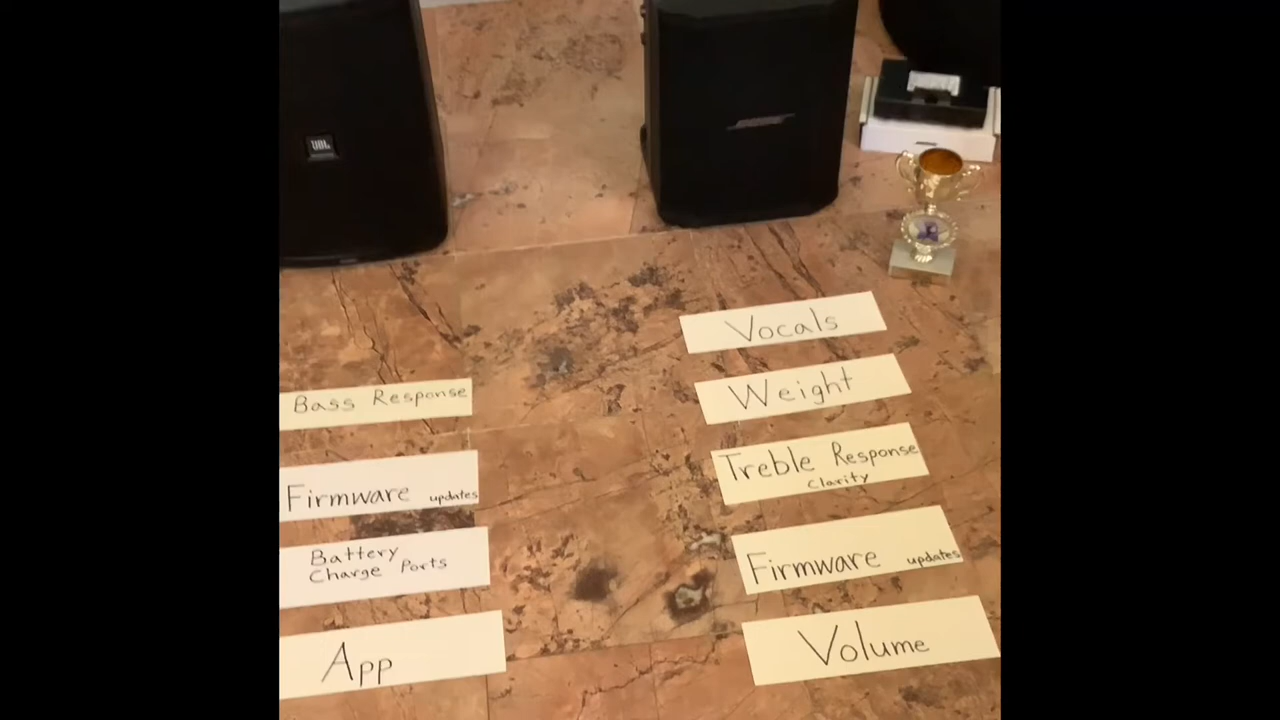 JBL
BOSE
Vocals
Weight
Treble Response
Clarity
Firmware updates
Volume
Bass Response
Firmware updates
Battery
Charge Ports
App